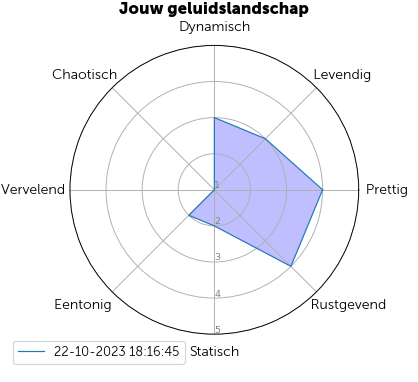 Jouw geluidslandschap
Dynamisch
Chaotisch
Levendig
Vervelend
1
Prettig
2
3
4
Eentonig
Rustgevend
5
22-10-2023 18:16:45
Statisch